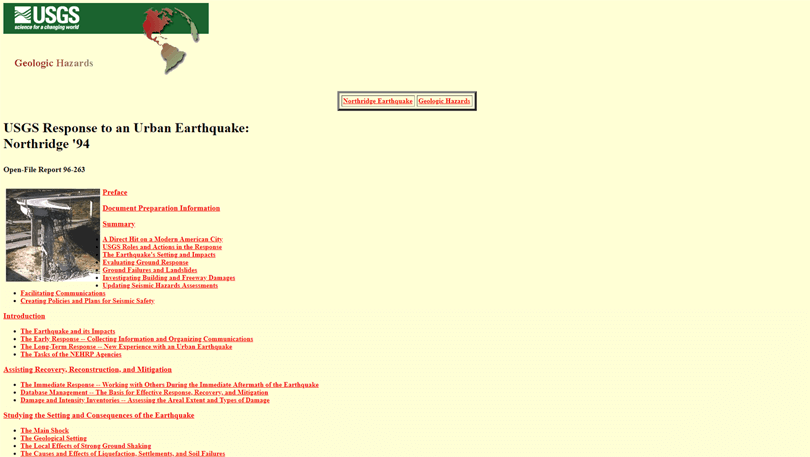 USGS
science for a changing world
Geologic Hazards
Northridge Earthquake Geologic Hazards
USGS Response to an Urban Earthquake:
Northridge '94
Open-File Report 96-263
Preface
Document Preparation Information
Summary
A Direct Hit on a Modern American City
USGS Roles and Actions in the Response
The Earthquake's Setting and Impacts
Evaluating Ground Response
Ground Failures and Landslides
Investigating Building and Freeway Damages
Updating Seismic Hazards Assessments
Facilitating Communications
Creating Policies and Plans for Seismic Safety
Introduction
The Earthquake and its Impacts
The Early Response -- Collecting Information and Organizing Communications
The Long-Term Response -- New Experience with an Urban Earthquake
The Tasks of the NEHRP Agencies
Assisting Recovery, Reconstruction, and Mitigation
The Immediate Response -- Working with Others During the Immediate Aftermath of the Earthquake
Database Management -- The Basis for Effective Response, Recovery, and Mitigation
Damage and Intensity Inventories -- Assessing the Areal Extent and Types of Damage
Studying the Setting and Consequences of the Earthquake
The Main Shock
The Geological Setting
The Local Effects of Strong Ground Shaking
The Causes and Effects of Liquefaction, Settlements, and Soil Failures